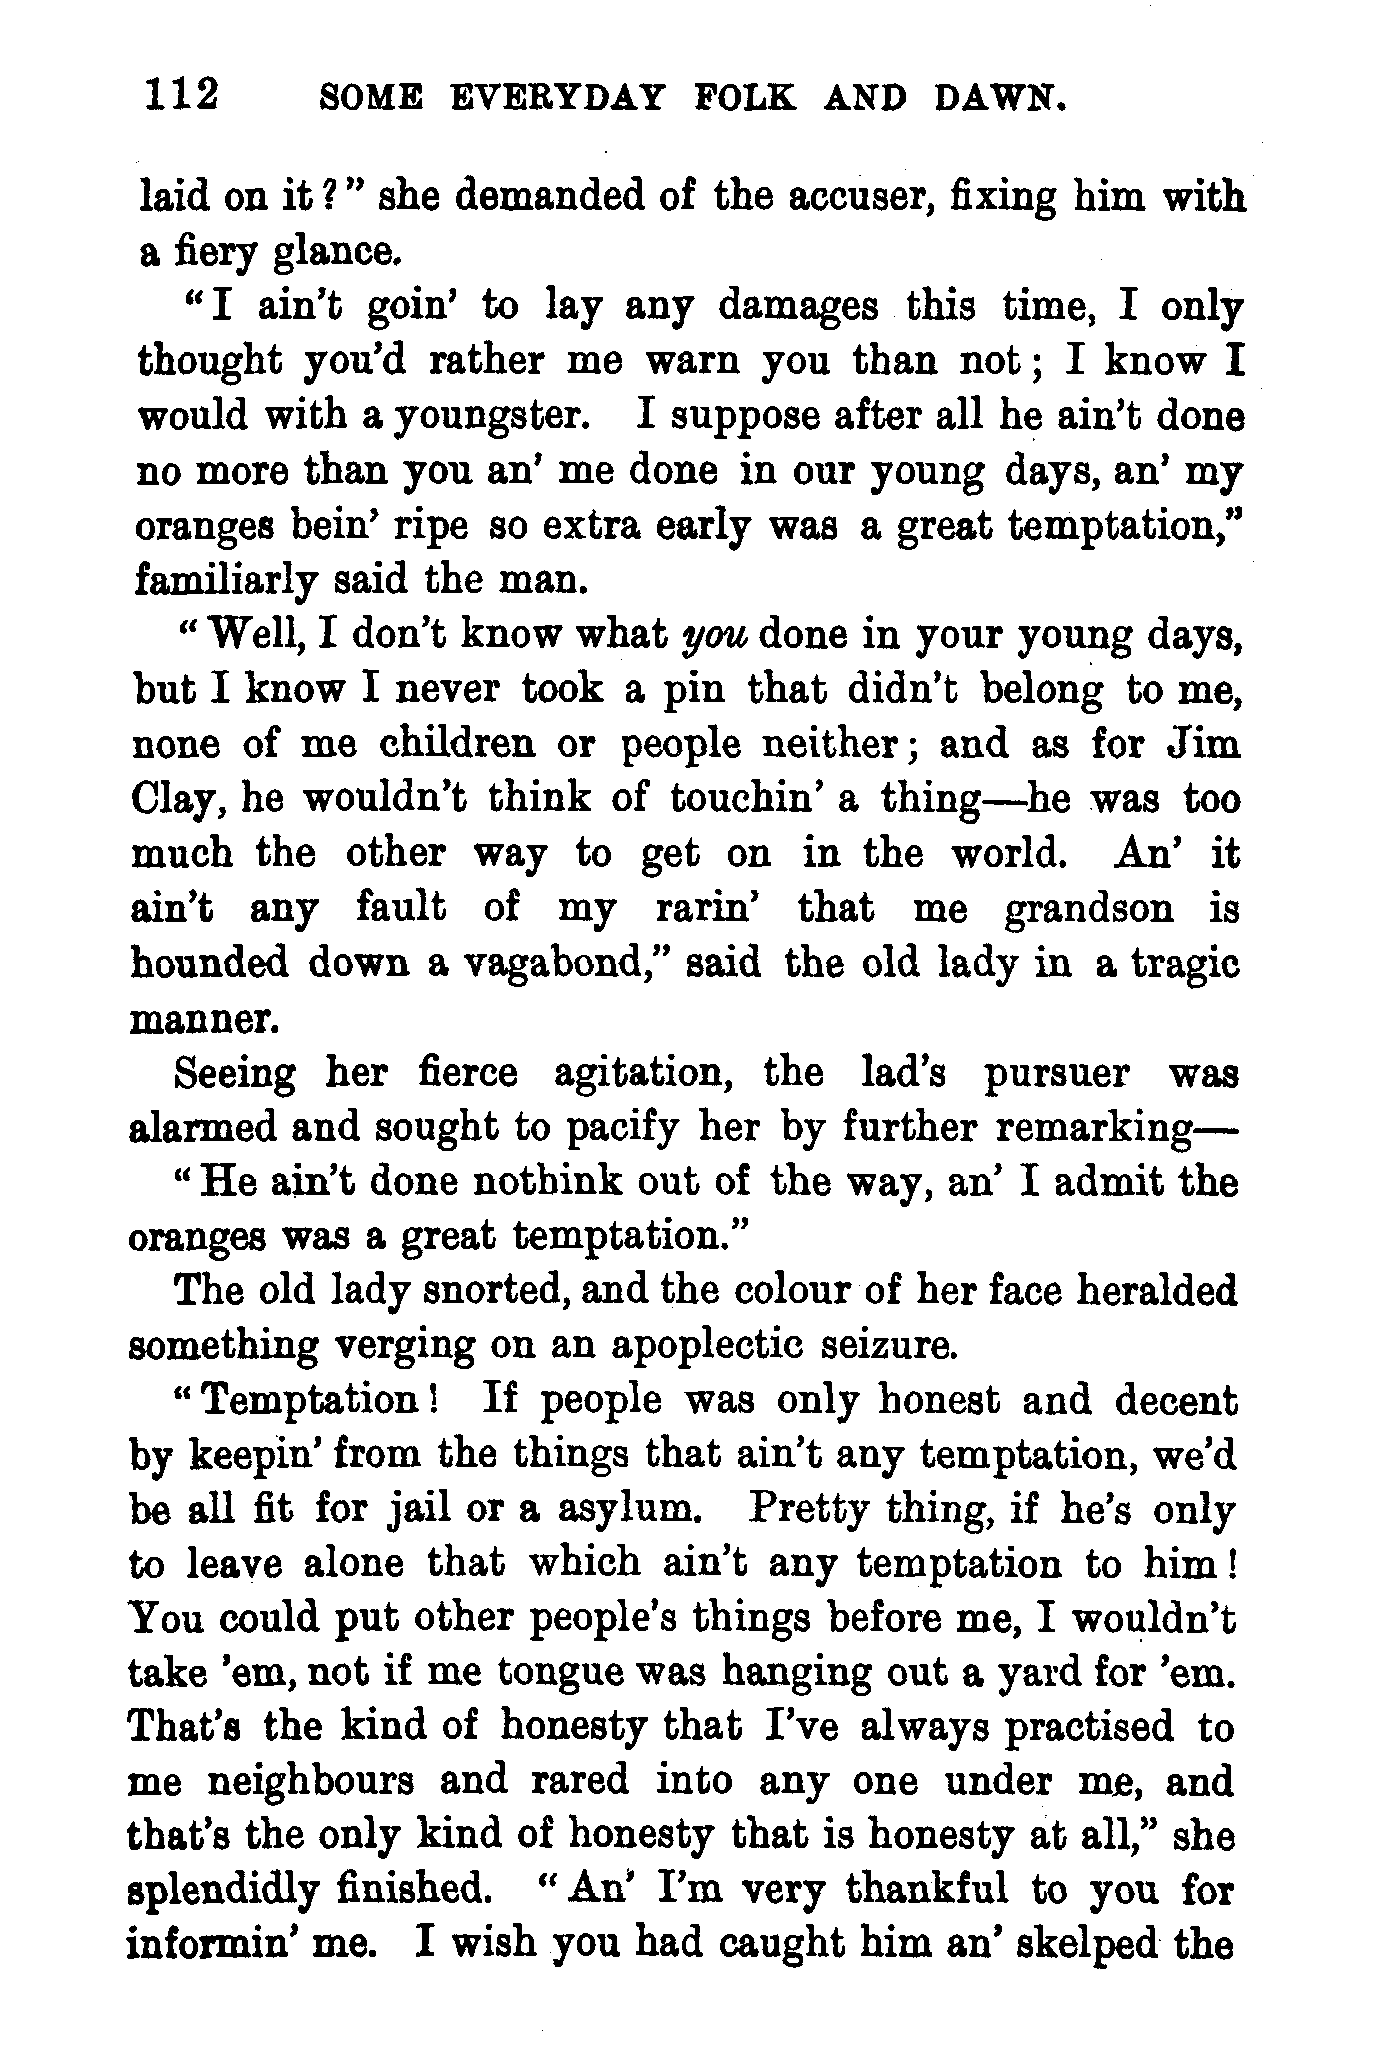 112 SOME EVERYDAY FOLK AND DAWN.
laid on it?" she demanded of the accuser, fixing him with
a fiery glance.
"I ain't goin' to lay any damages this time, I only
thought you'd rather me warn you than not; I know I
would with a youngster. I suppose after all he ain't done
no more than you an' me done in our young days, an' my
oranges bein' ripe so extra early was a great temptation,"
familiarly said the man.
"Well, I don't know what you done in your young days,
but I know I never took a pin that didn't belong to me,
none of me children or people neither; and as for Jim
Clay, he wouldn't think of touchin' a thing—he was too
much the other way to get on in the world. An' it
ain't any fault of my rarin' that me grandson is
hounded down a vagabond," said the old lady in a tragic
manner.
Seeing her fierce agitation, the lad's pursuer was
alarmed and sought to pacify her by further remarking—
"He ain't done nothink out of the way, an' I admit the
oranges was a great temptation."
The old lady snorted, and the colour of her face heralded
something verging on an apoplectic seizure.
"Temptation! If people was only honest and decent
by keepin' from the things that ain't any temptation, we'd
be all fit for jail or a asylum. Pretty thing, if he's only
to leave alone that which ain't any temptation to him!
You could put other people's things before me, I wouldn't
take 'em, not if me tongue was hanging out a yard for 'em.
That's the kind of honesty that I've always practised to
me neighbours and rared into any one under me, and
that's the only kind of honesty that is honesty at all," she
splendidly finished. "An' I'm very thankful to you for
informin' me. I wish you had caught him an' skelped the